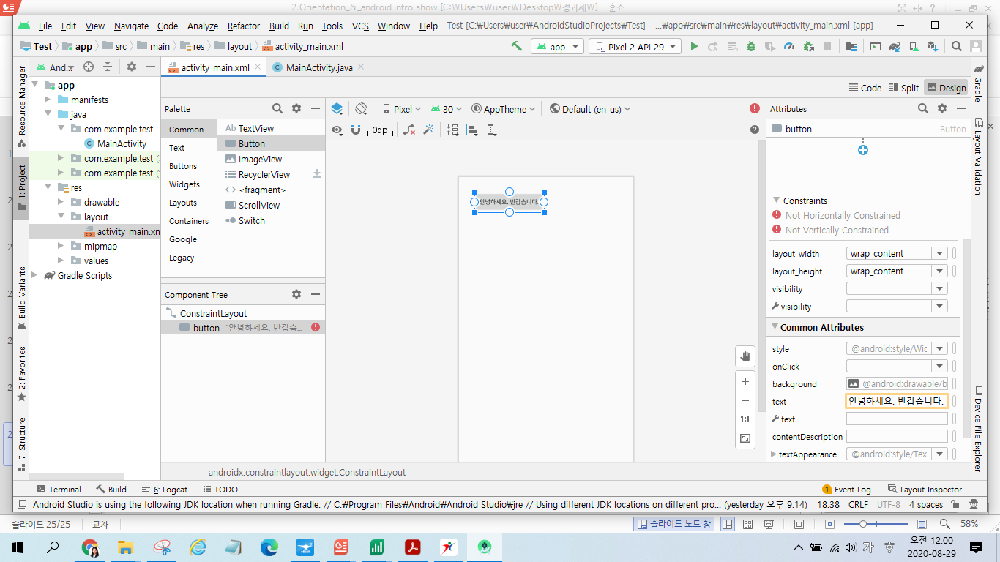 2.Orientation_&_android intro.show [C:₩Users₩user₩Desktop₩정과세₩] - 훈쇼
File Edit View Navigate Code Analyze Refactor Build Run Tools VCS Window Help Test [C:₩Users₩user₩AndroidStudioProjects₩Test] - ...₩app₩src₩main₩res₩layout₩activity_main.xml [app]
Test app src main res layout activity_main.xml app Pixel 2 API 29
And.. activity_main.xml MainActivity.java
Code Split Design
Resource Manager
1: Project
Build Variants
2: Favorites
7: Structure
app
manifests
java
com.example.test
MainActivity
com.example.test (a
com.example.test (t
res
drawable
layout
activity_main.xm
mipmap
values
Gradle Scripts
Palette
Common
Text
Buttons
Widgets
Layouts
Containers
Google
Legacy
Ab TextView
Button
ImageView
RecyclerView
<fragment>
ScrollView
Switch
Component Tree
ConstraintLayout
button "안녕하세요. 반갑습...
Pixel 30 AppTheme Default (en-us)
0dp
안녕하세요. 반갑습니다.
1:1
androidx.constraintlayout.widget.ConstraintLayout
Attributes
button Button
Constraints
Not Horizontally Constrained
Not Vertically Constrained
layout_width wrap_content
layout_height wrap_content
visibility
visibility
Common Attributes
style @android:style/Wid
onClick
background @android:drawable/b
text 안녕하세요. 반갑습니다.
text
contentDescription
textAppearance @android:style/Tex
Gradle
Layout Validation
Device File Explorer
Terminal Build 6: Logcat TODO 1 Event Log Layout Inspector
Android Studio is using the following JDK location when running Gradle: // C:₩Program Files₩Android₩Android Studio₩jre // Using different JDK locations on different pro... (yesterday 오후 9:14) 18:38 CRLF UTF-8 4 spaces
슬라이드 25/25 교자 슬라이드 노트 창 58%
가 오전 12:00
2020-08-29